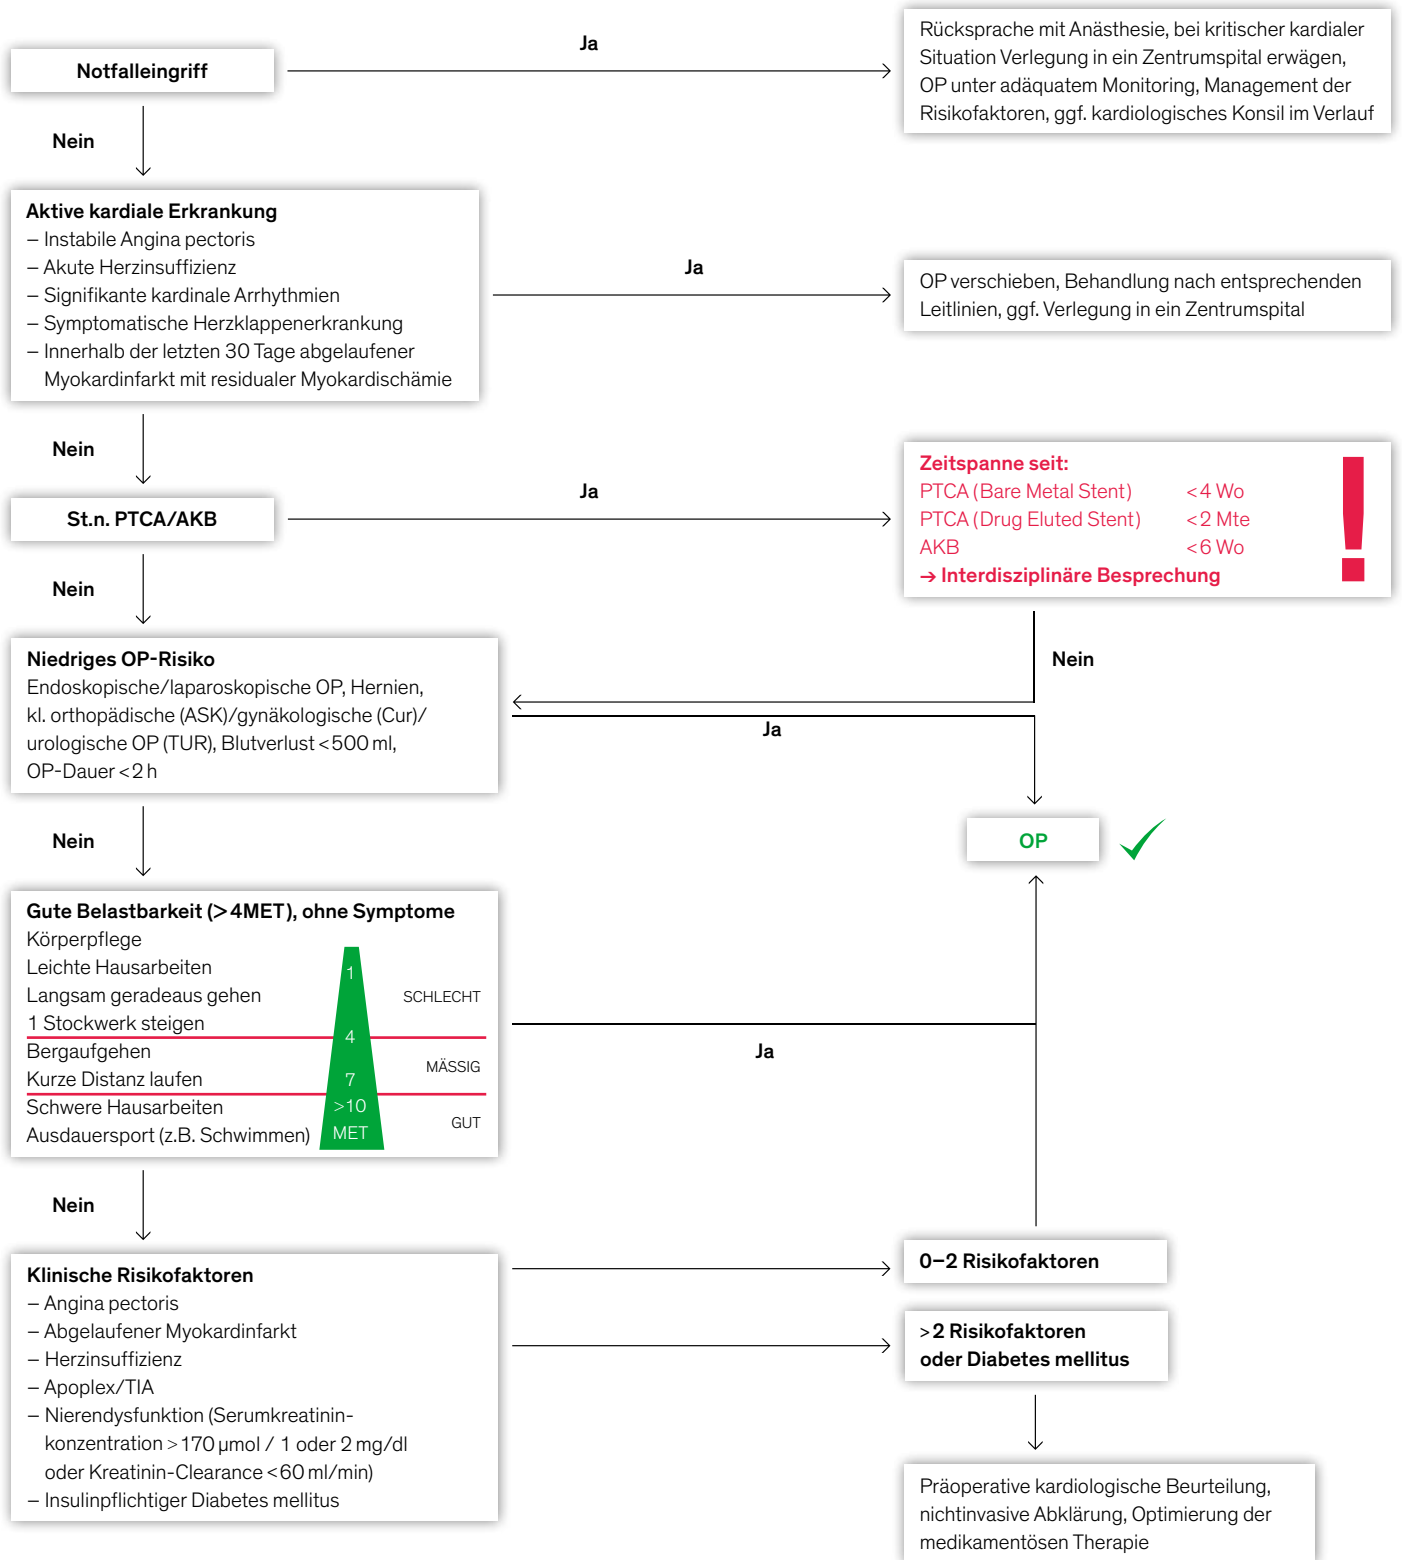 Notfalleingriff
Ja
Rücksprache mit Anästhesie, bei kritischer kardialer
Situation Verlegung in ein Zentrumspital erwägen,
OP unter adäquatem Monitoring, Management der
Risikofaktoren, ggf. kardiologisches Konsil im Verlauf
Nein
Aktive kardiale Erkrankung
– Instabile Angina pectoris
– Akute Herzinsuffizienz
– Signifikante kardinale Arrhythmien
– Symptomatische Herzklappenerkrankung
– Innerhalb der letzten 30 Tage abgelaufener
Myokardinfarkt mit residualer Myokardischämie
Ja
OP verschieben, Behandlung nach entsprechenden
Leitlinien, ggf. Verlegung in ein Zentrumspital
Nein
St.n. PTCA/AKB
Ja
Zeitspanne seit:
PTCA (Bare Metal Stent) <4 Wo
PTCA (Drug Eluted Stent) <2 Mte
AKB <6 Wo
→ Interdisziplinäre Besprechung
!
Nein
Nein
Niedriges OP-Risiko
Endoskopische/laparoskopische OP, Hernien,
kl. orthopädische (ASK)/gynäkologische (Cur)/
urologische OP (TUR), Blutverlust <500 ml,
OP-Dauer <2 h
Ja
OP
Nein
Gute Belastbarkeit (>4MET), ohne Symptome
Körperpflege
Leichte Hausarbeiten
Langsam geradeaus gehen
1 Stockwerk steigen
Bergaufgehen
Kurze Distanz laufen
Schwere Hausarbeiten
Ausdauersport (z.B. Schwimmen)
1
4
7
>10
MET
SCHLECHT
MÄSSIG
GUT
Ja
Nein
Klinische Risikofaktoren
– Angina pectoris
– Abgelaufener Myokardinfarkt
– Herzinsuffizienz
– Apoplex/TIA
– Nierendysfunktion (Serumkreatinin-
konzentration >170 µmol / 1 oder 2 mg/dl
oder Kreatinin-Clearance <60 ml/min)
– Insulinpflichtiger Diabetes mellitus
0–2 Risikofaktoren
>2 Risikofaktoren
oder Diabetes mellitus
Präoperative kardiologische Beurteilung,
nichtinvasive Abklärung, Optimierung der
medikamentösen Therapie